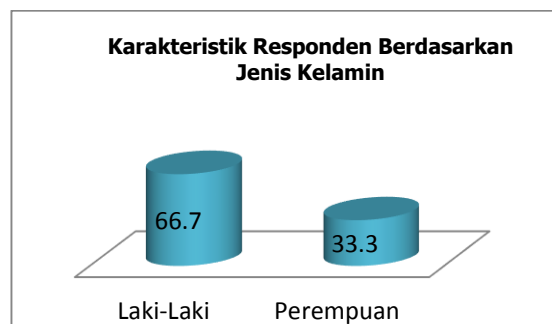 Karakteristik Responden Berdasarkan
Jenis Kelamin
66.7
33.3
Laki-Laki
Perempuan